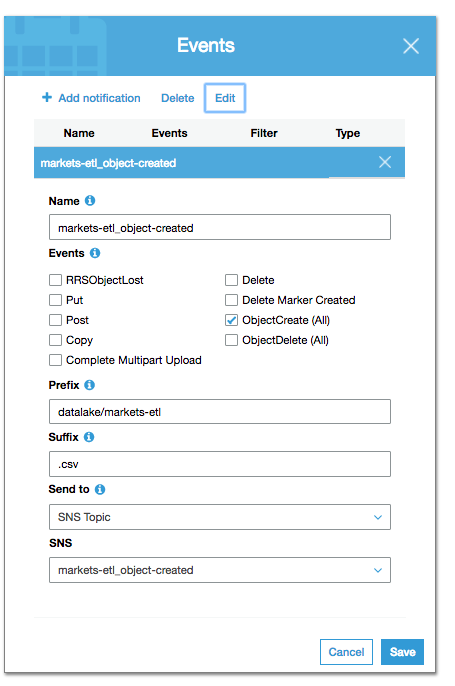 Events
Add notification Delete Edit
Name Events Filter Type
markets-etl_object-created
Name
markets-etl_object-created
Events
RRSObjectLost Delete
Put Delete Marker Created
Post ObjectCreate (All)
Copy ObjectDelete (All)
Complete Multipart Upload
Prefix
datalake/markets-etl
Suffix
.csv
Send to
SNS Topic
SNS
markets-etl_object-created
Cancel Save